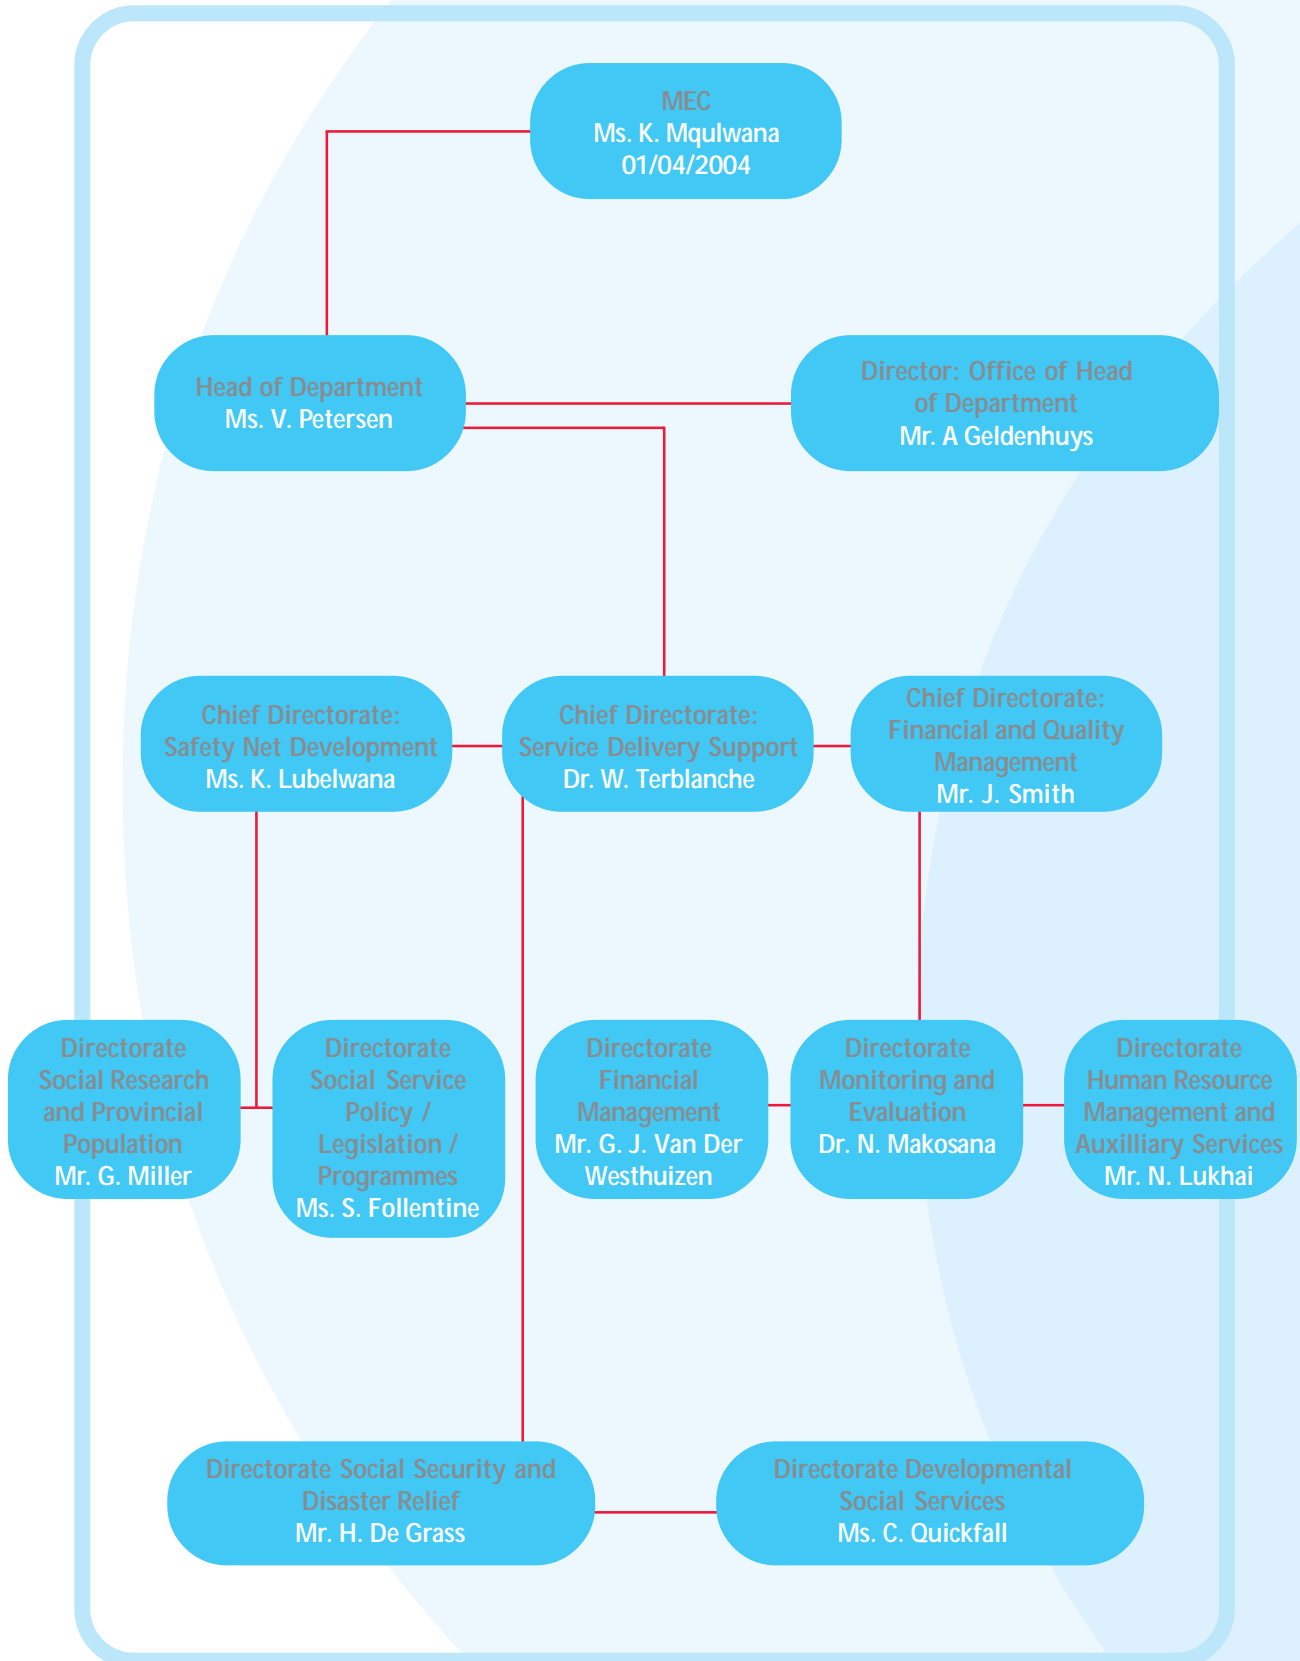 MEC
Ms. K. Mqulwana
01/04/2004
Head of Department
Ms. V. Petersen
Director: Office of Head
of Department
Mr. A Geldenhuys
Chief Directorate:
Safety Net Development
Ms. K. Lubelwana
Chief Directorate:
Service Delivery Support
Dr. W. Terblanche
Chief Directorate:
Financial and Quality
Management
Mr. J. Smith
Directorate
Social Research
and Provincial
Population
Mr. G. Miller
Directorate
Social Service
Policy /
Legislation /
Programmes
Ms. S. Follentine
Directorate
Financial
Management
Mr. G. J. Van Der
Westhuizen
Directorate
Monitoring and
Evaluation
Dr. N. Makosana
Directorate
Human Resource
Management and
Auxilliary Services
Mr. N. Lukhai
Directorate Social Security and
Disaster Relief
Mr. H. De Grass
Directorate Developmental
Social Services
Ms. C. Quickfall